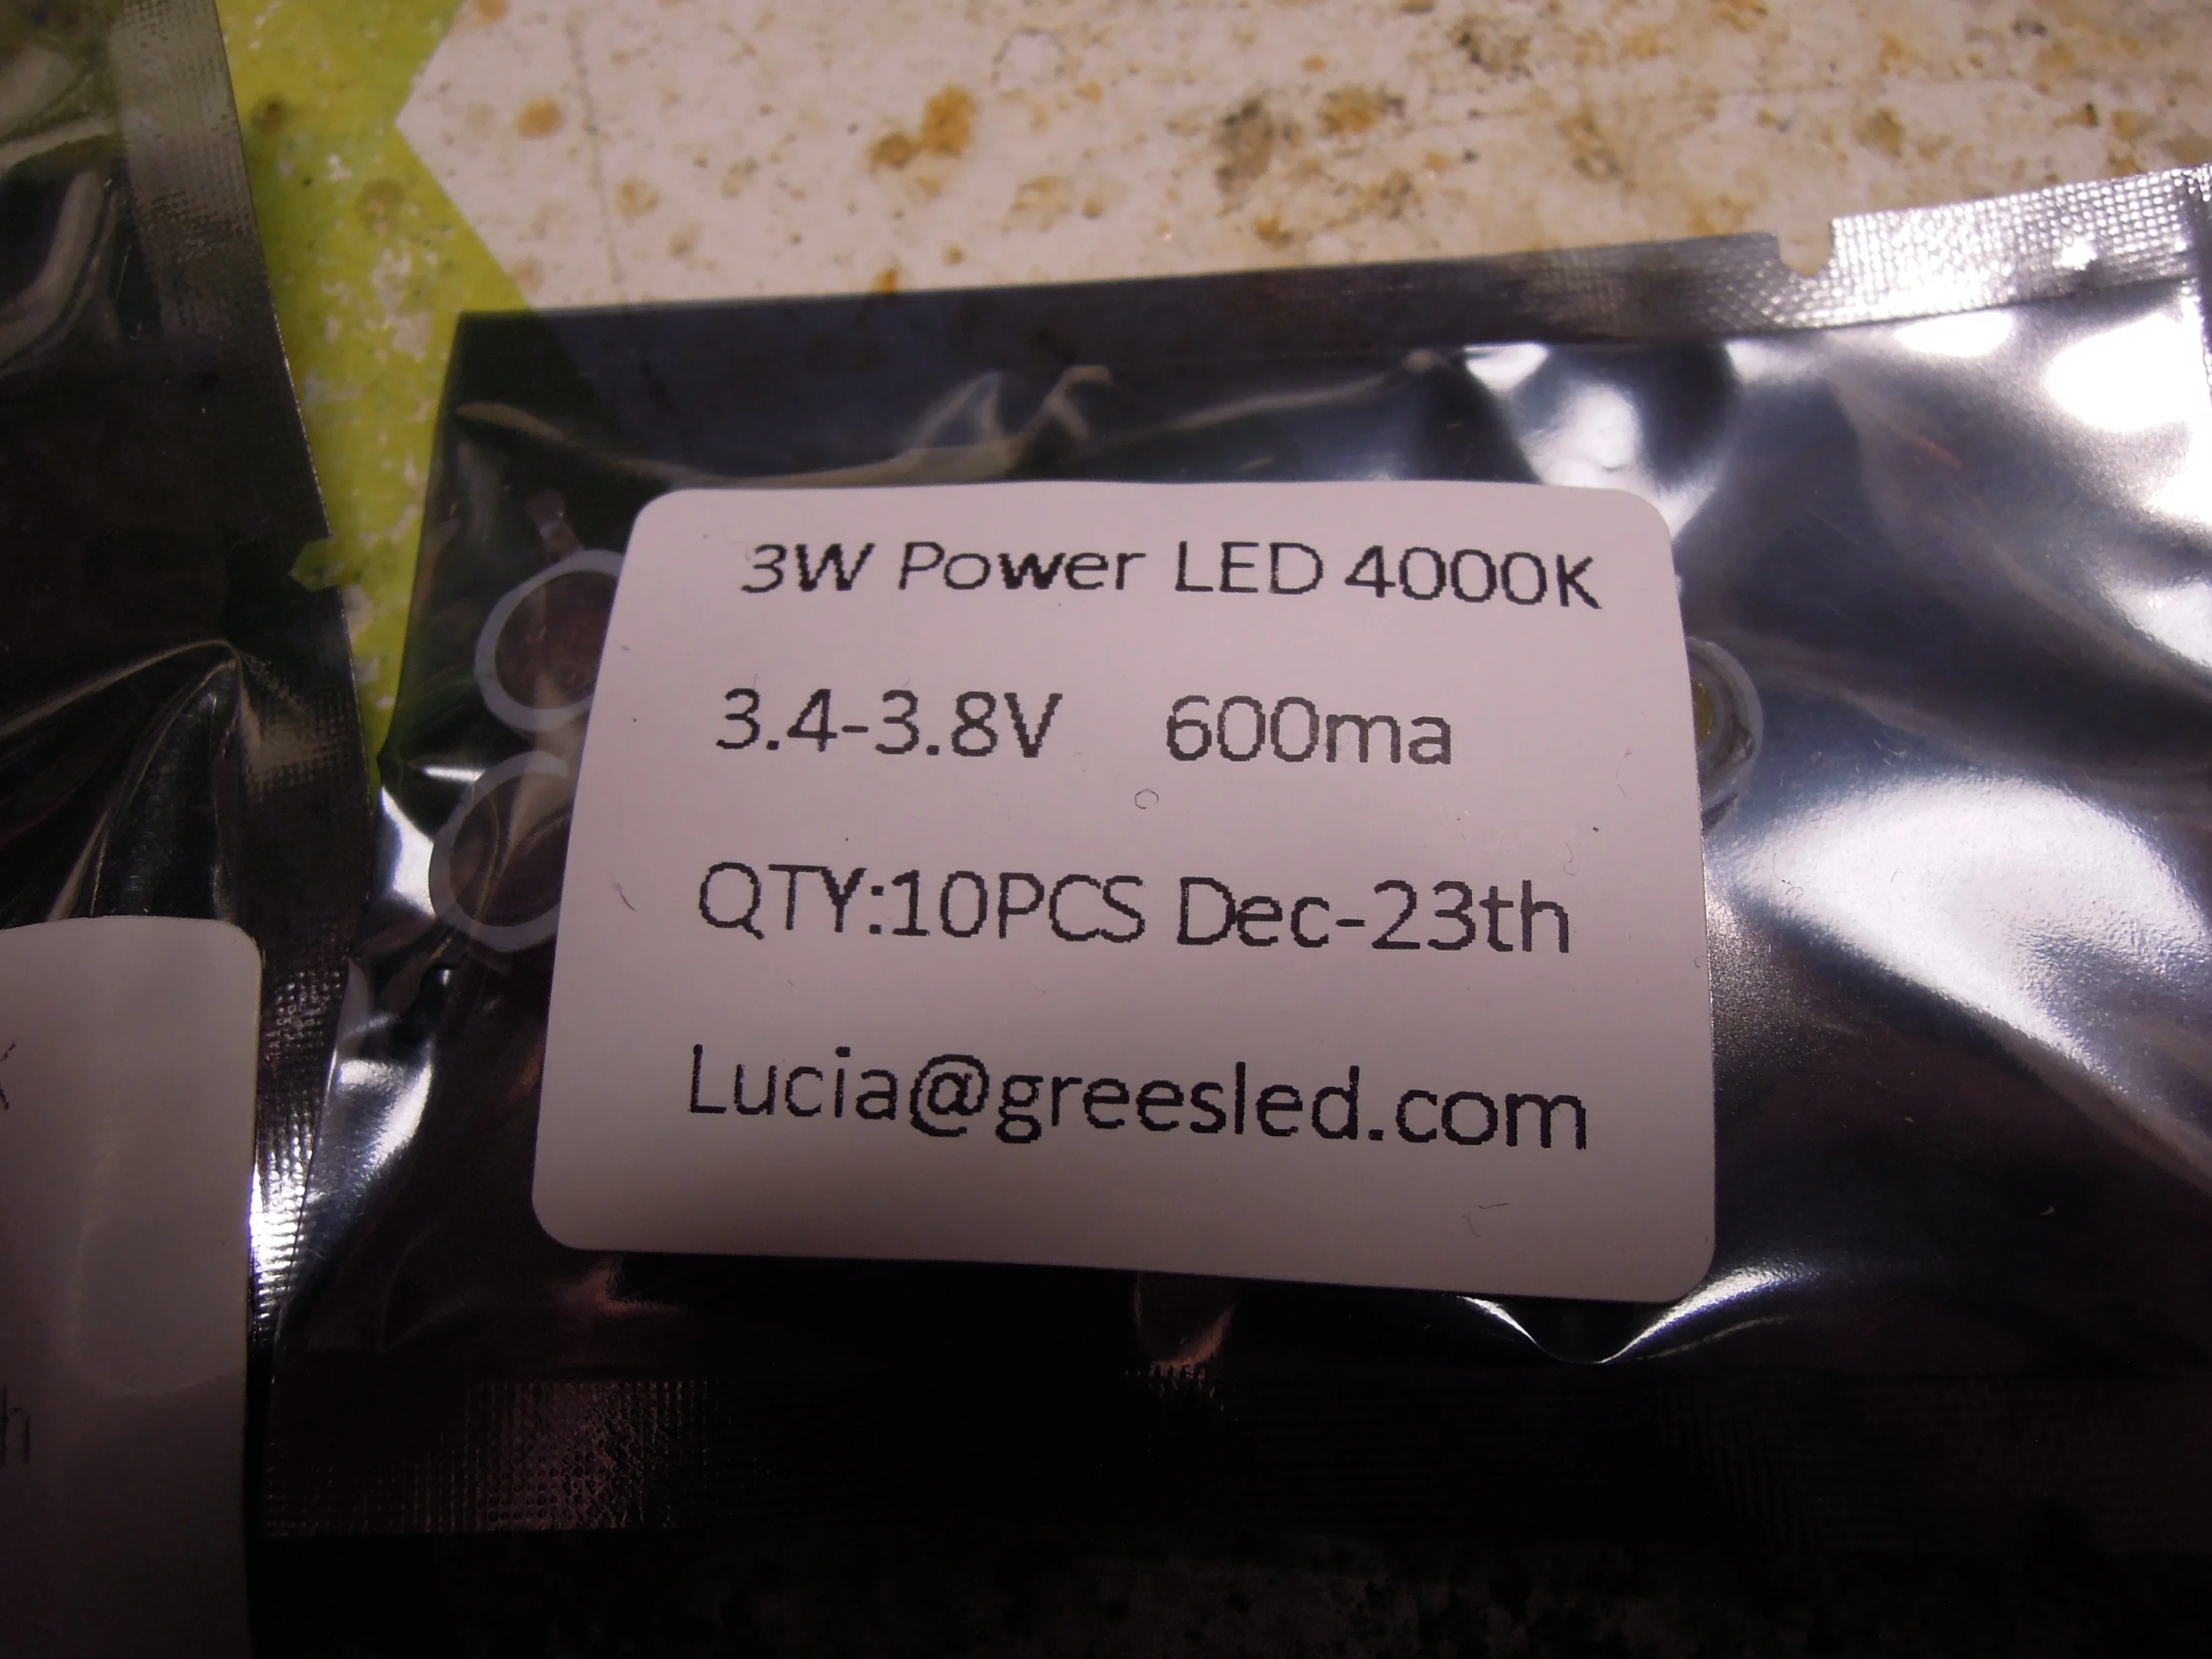 3W Power LED 4000K
3.4-3.8V 600ma
QTY:10PCS Dec-23th
Lucia@greesled.com